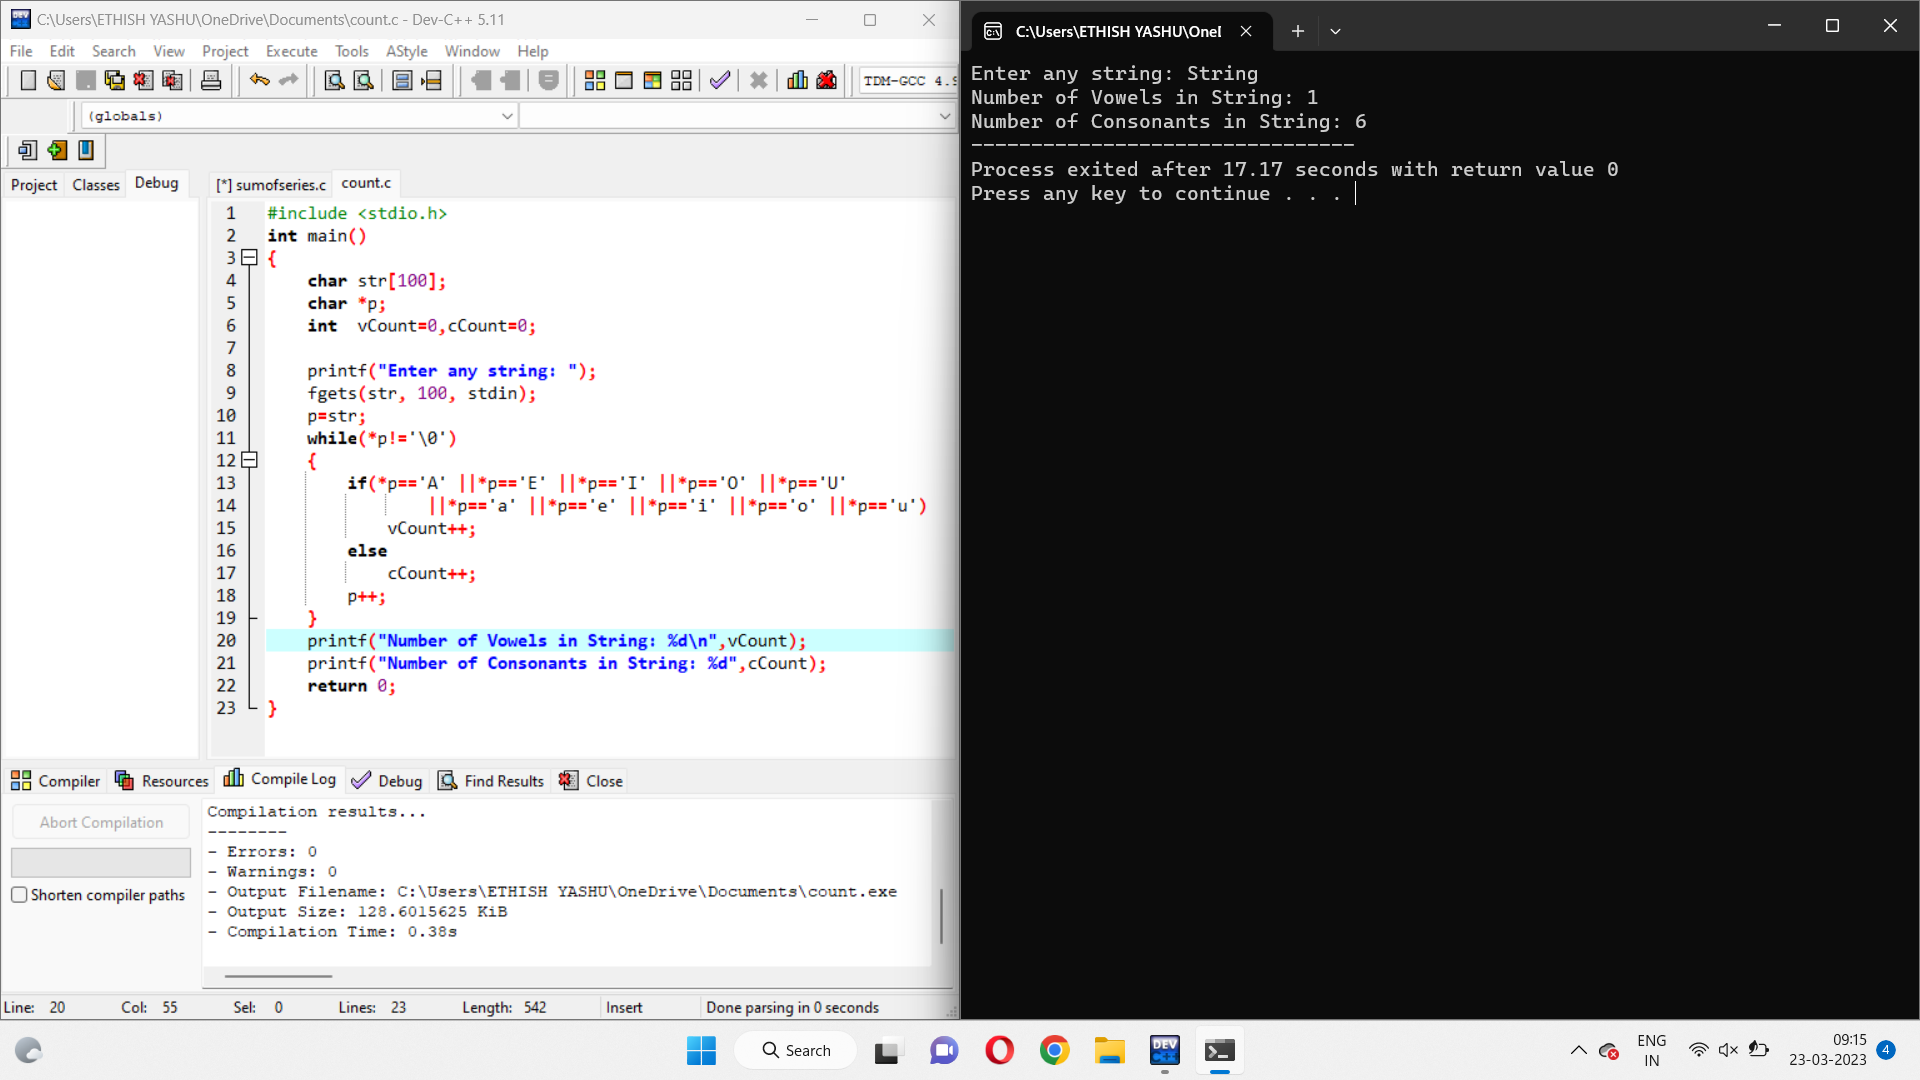 C:\Users\ETHISH YASHU\OneDrive\Documents\count.c - Dev-C++ 5.11
File Edit Search View Project Execute Tools AStyle Window Help
TDM-GCC 4.9
(globals)
Project Classes Debug
[*] sumofseries.c count.c
1 #include <stdio.h>
2 int main()
3 {
4 char str[100];
5 char *p;
6 int  vCount=0,cCount=0;
7
8 printf("Enter any string: ");
9 fgets(str, 100, stdin);
10 p=str;
11 while(*p!='\0')
12 {
13 if(*p=='A' ||*p=='E' ||*p=='I' ||*p=='O' ||*p=='U'
14 ||*p=='a' ||*p=='e' ||*p=='i' ||*p=='o' ||*p=='u')
15 vCount++;
16 else
17 cCount++;
18 p++;
19 }
20 printf("Number of Vowels in String: %d\n",vCount);
21 printf("Number of Consonants in String: %d",cCount);
22 return 0;
23 }
Compiler Resources Compile Log Debug Find Results Close
Abort Compilation
Shorten compiler paths
Compilation results...
--------
- Errors: 0
- Warnings: 0
- Output Filename: C:\Users\ETHISH YASHU\OneDrive\Documents\count.exe
- Output Size: 128.6015625 KiB
- Compilation Time: 0.38s
Line: 20 Col: 55 Sel: 0 Lines: 23 Length: 542 Insert Done parsing in 0 seconds
C:\Users\ETHISH YASHU\OneI
Enter any string: String
Number of Vowels in String: 1
Number of Consonants in String: 6
--------------------------------
Process exited after 17.17 seconds with return value 0
Press any key to continue . . .
Search
DEV
C++
ENG
IN
09:15
23-03-2023
4